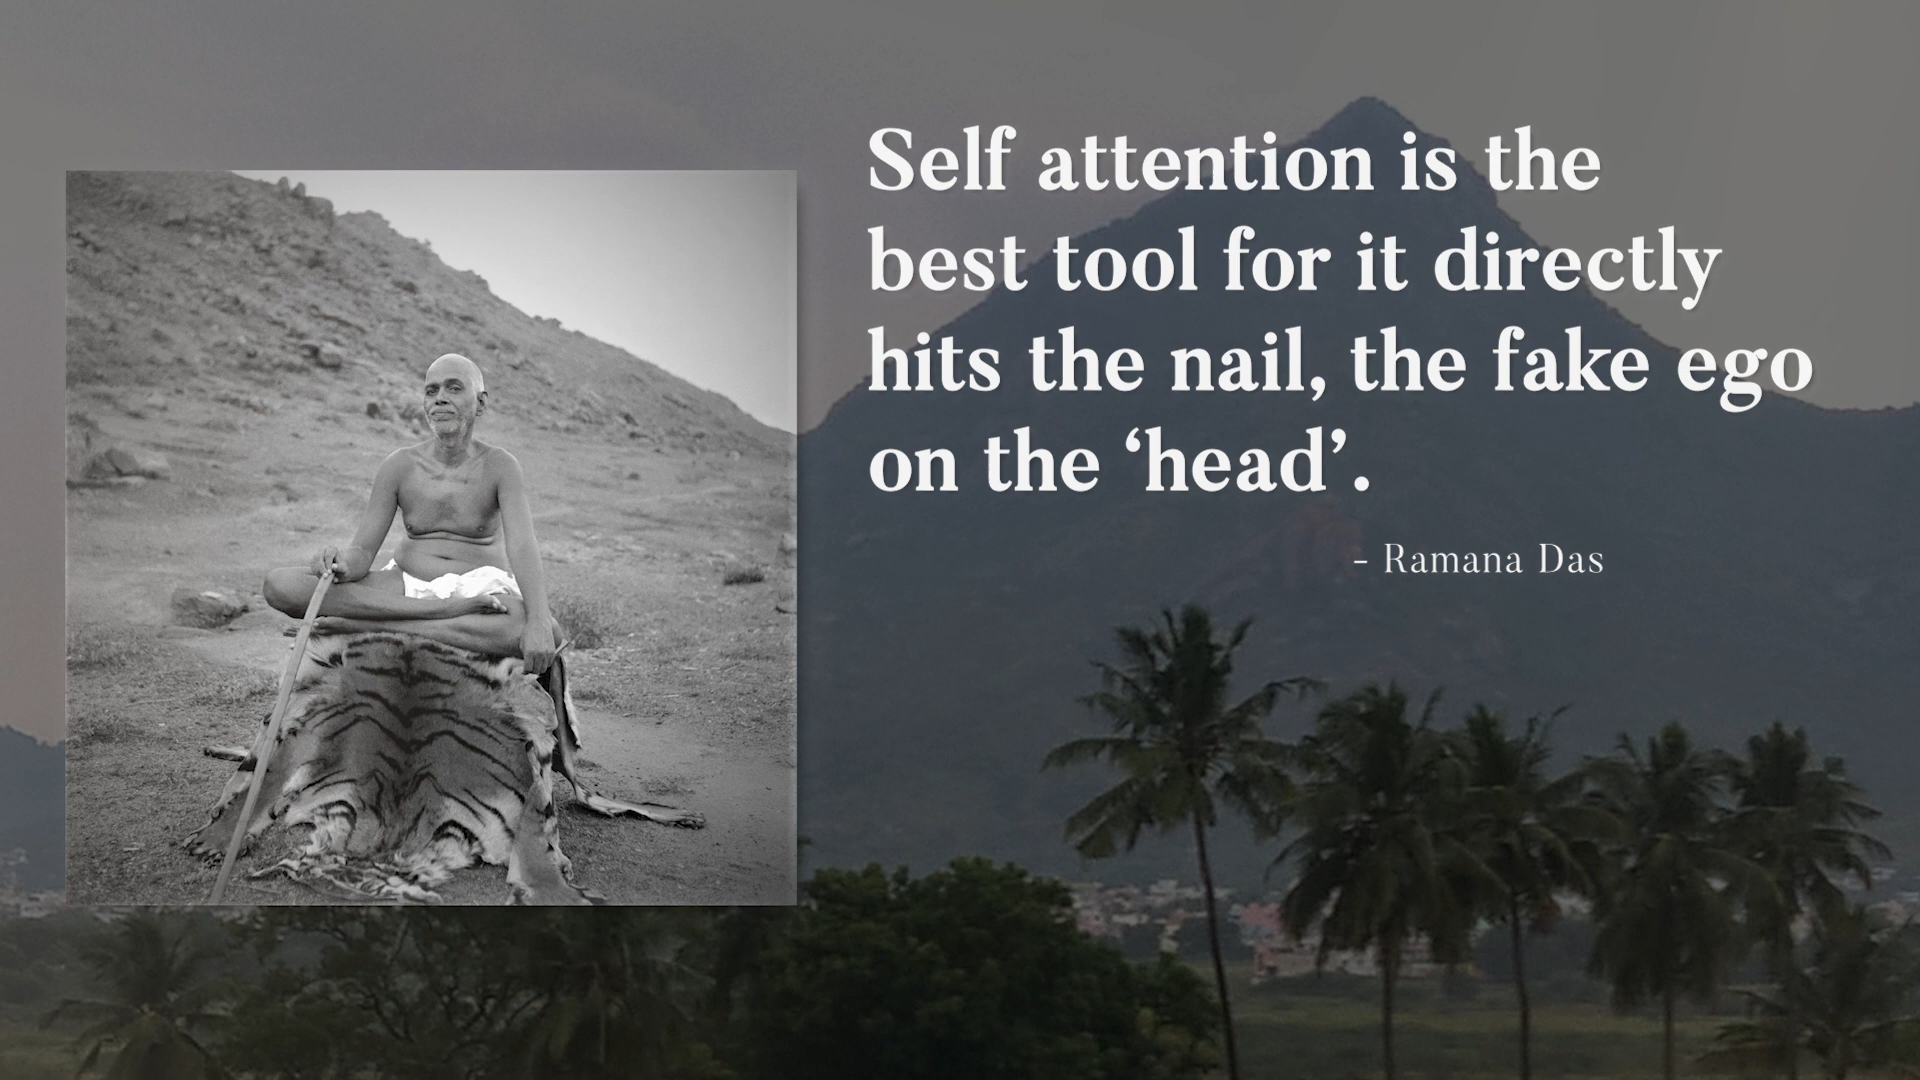 Self attention is the
best tool for it directly
hits the nail, the fake ego
on the ‘head’.
- Ramana Das